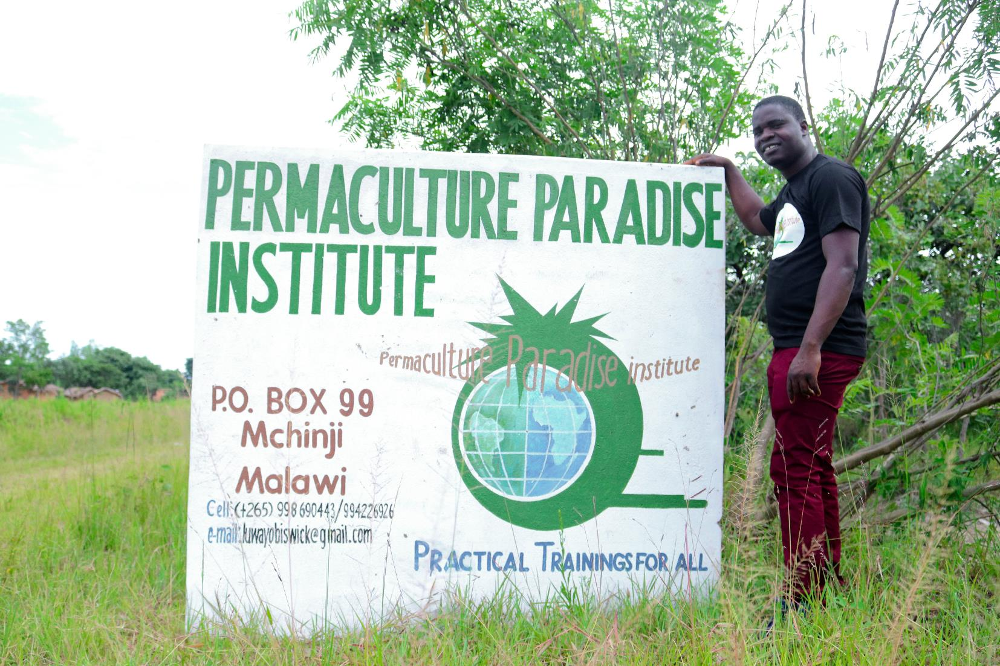 PERMACULTURE PARADISE
INSTITUTE
Permaculture Paradise institute
P.O. BOX 99
Mchinji
Malawi
Cell: (+265) 998 690443/994226926
e-mail: luwayobiswick@gmail.com
PRACTICAL TRAININGS FOR ALL
institute